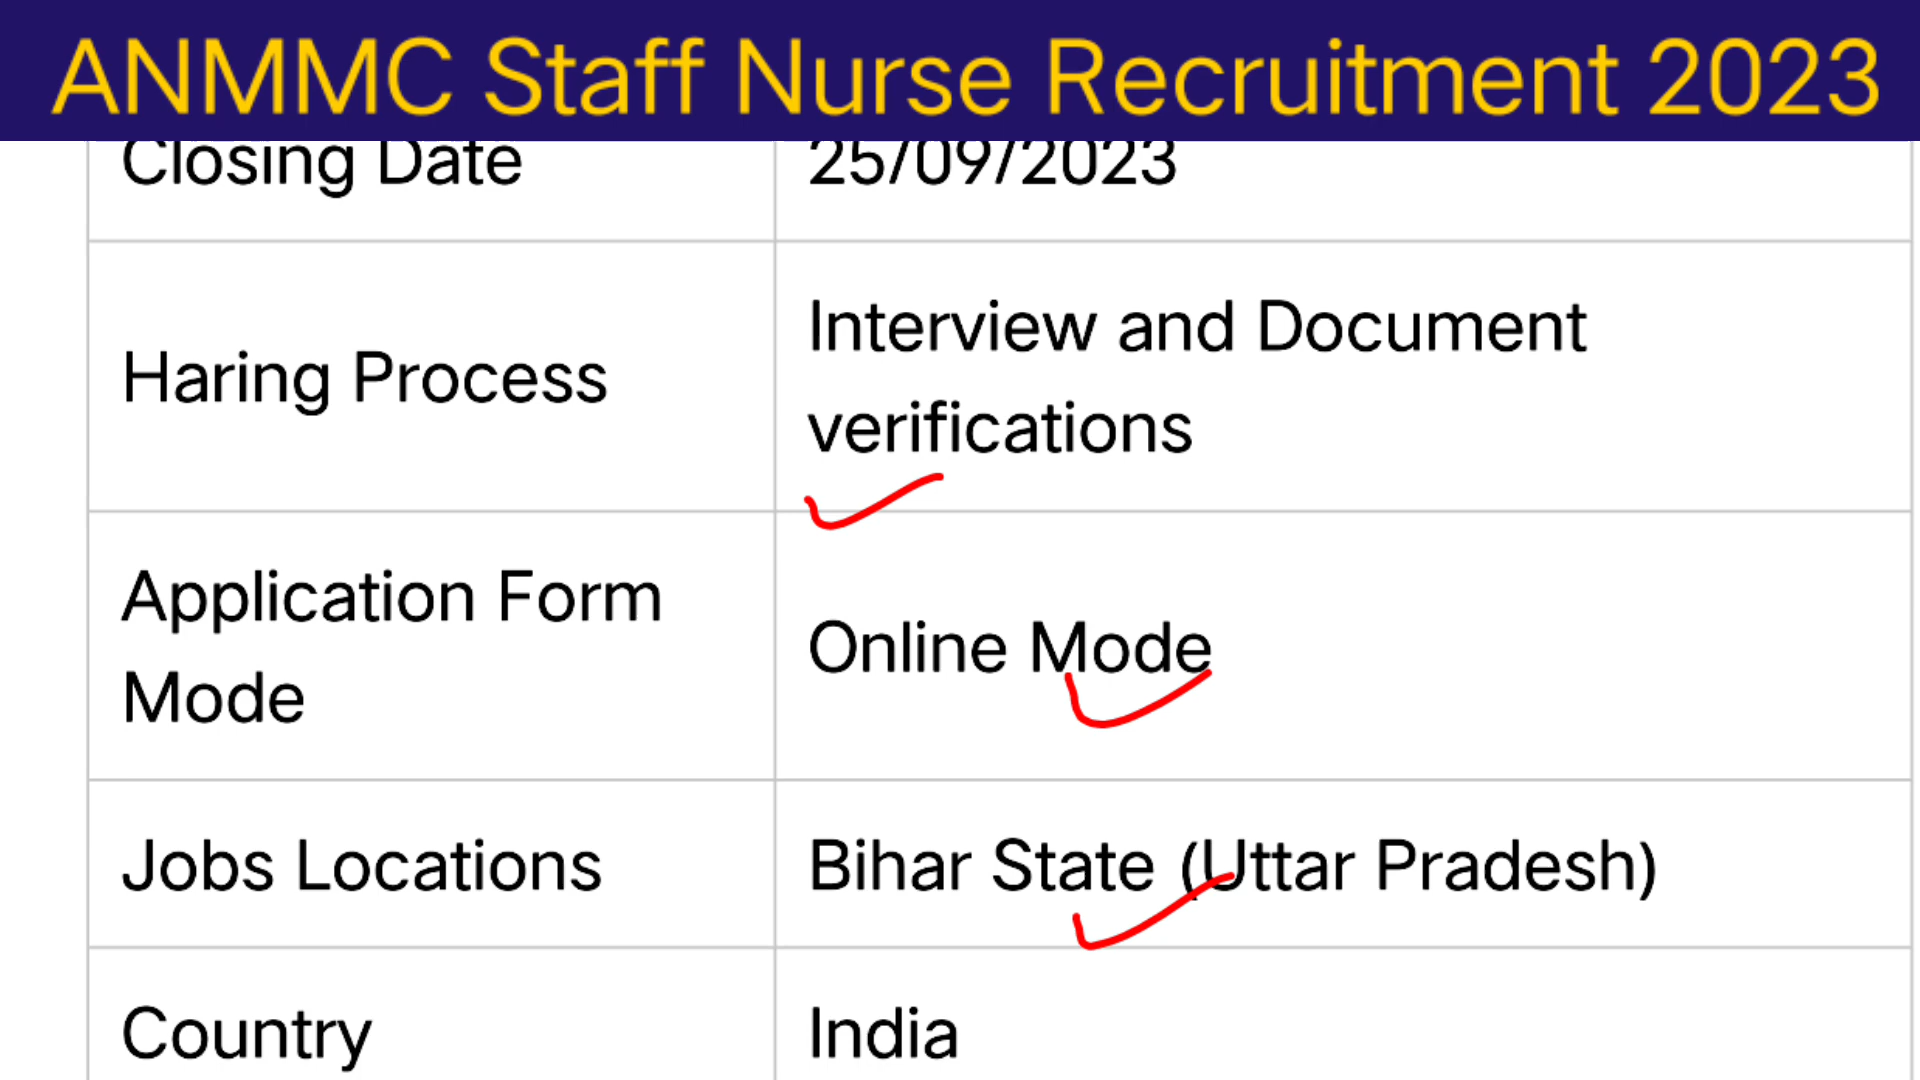 ANMMC Staff Nurse Recruitment 2023
Closing Date 25/09/2023
Haring Process
Interview and Document
verifications
Application Form
Mode
Online Mode
Jobs Locations Bihar State (Uttar Pradesh)
Country India